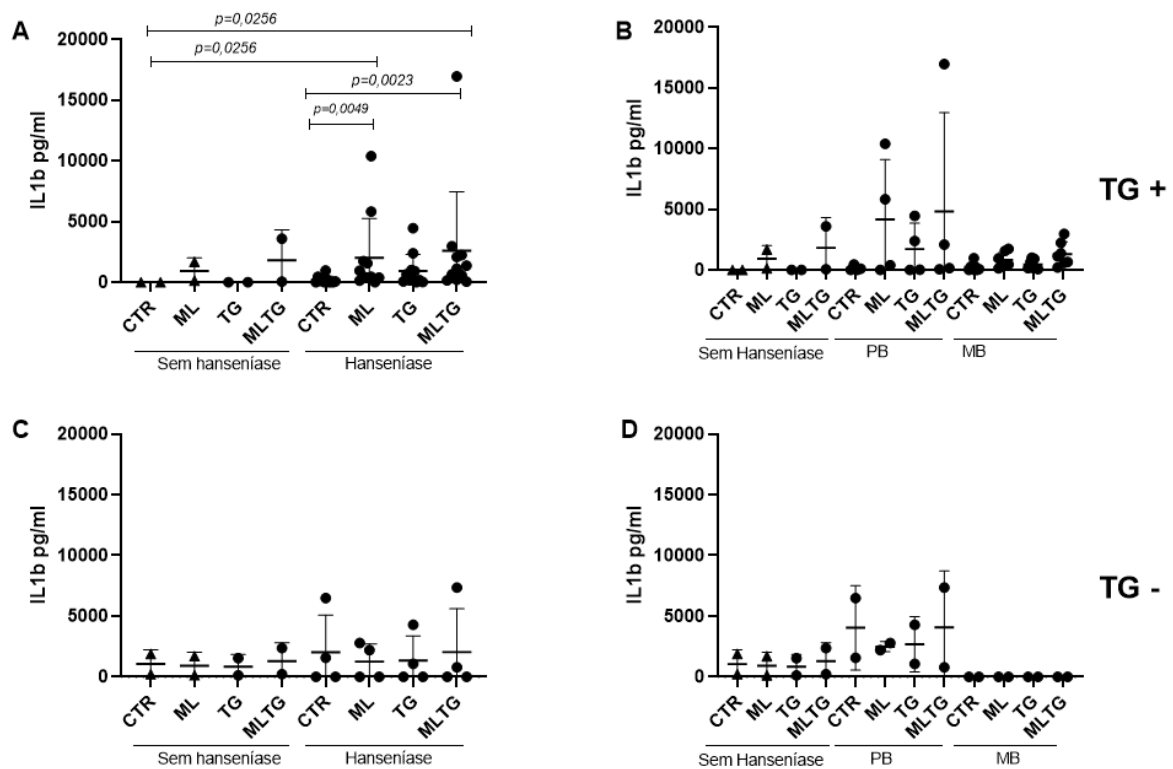 A
IL1b pg/ml
20000
15000
10000
5000
0
p=0,0256
p=0,0256
p=0,0023
p=0,0049
CTR
ML
TG
MLTG
CTR
ML
TG
MLTG
Sem hanseníase
Hanseníase
B
IL1b pg/ml
20000
15000
10000
5000
0
CTR
ML
TG
MLTG
CTR
ML
TG
MLTG
CTR
ML
TG
MLTG
Sem Hanseníase
PB
MB
TG +
C
IL1b pg/ml
20000
15000
10000
5000
0
CTR
ML
TG
MLTG
CTR
ML
TG
MLTG
Sem hanseníase
Hanseníase
D
IL1b pg/ml
20000
15000
10000
5000
0
CTR
ML
TG
MLTG
CTR
ML
TG
MLTG
CTR
ML
TG
MLTG
Sem Hanseníase
PB
MB
TG -